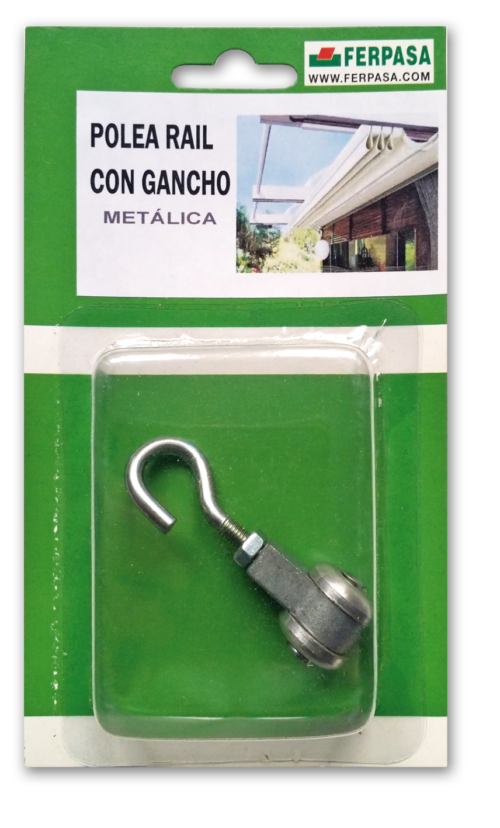 FERPASA
WWW.FERPASA.COM
POLEA RAIL
CON GANCHO
METÁLICA